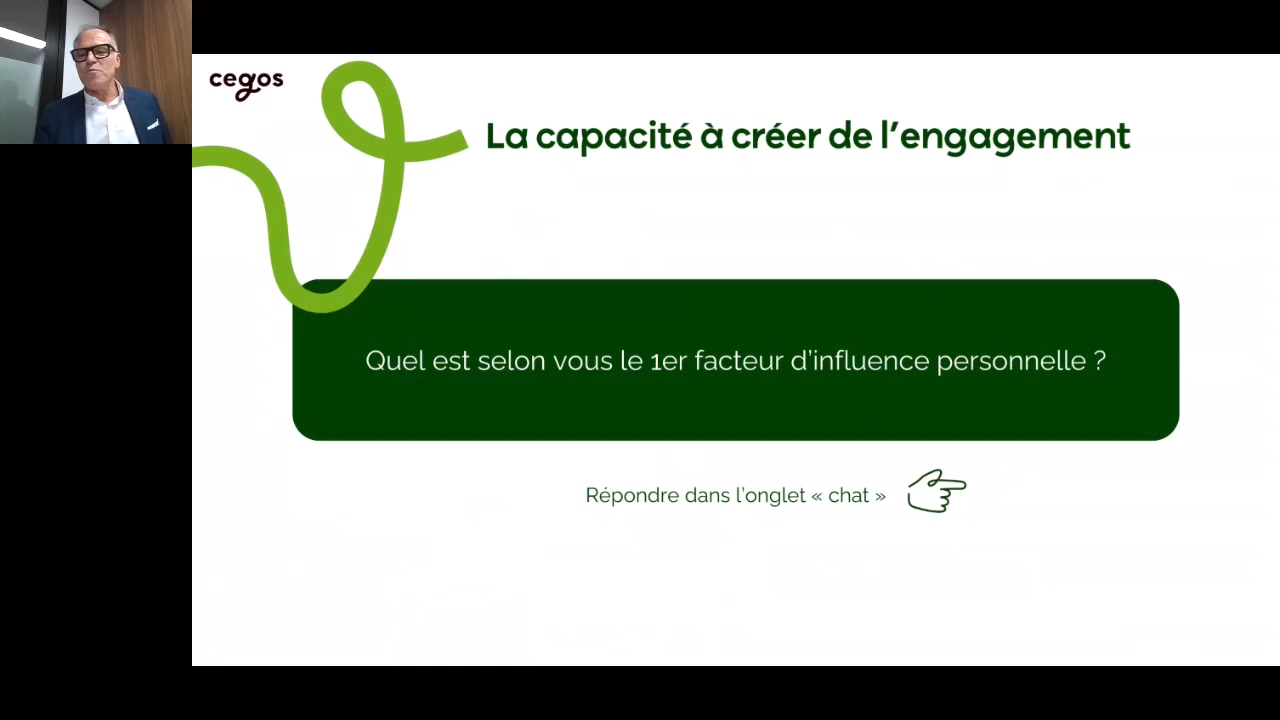 cegos
La capacité à créer de l'engagement
Quel est selon vous le 1er facteur d'influence personnelle ?
Répondre dans l'onglet « chat »